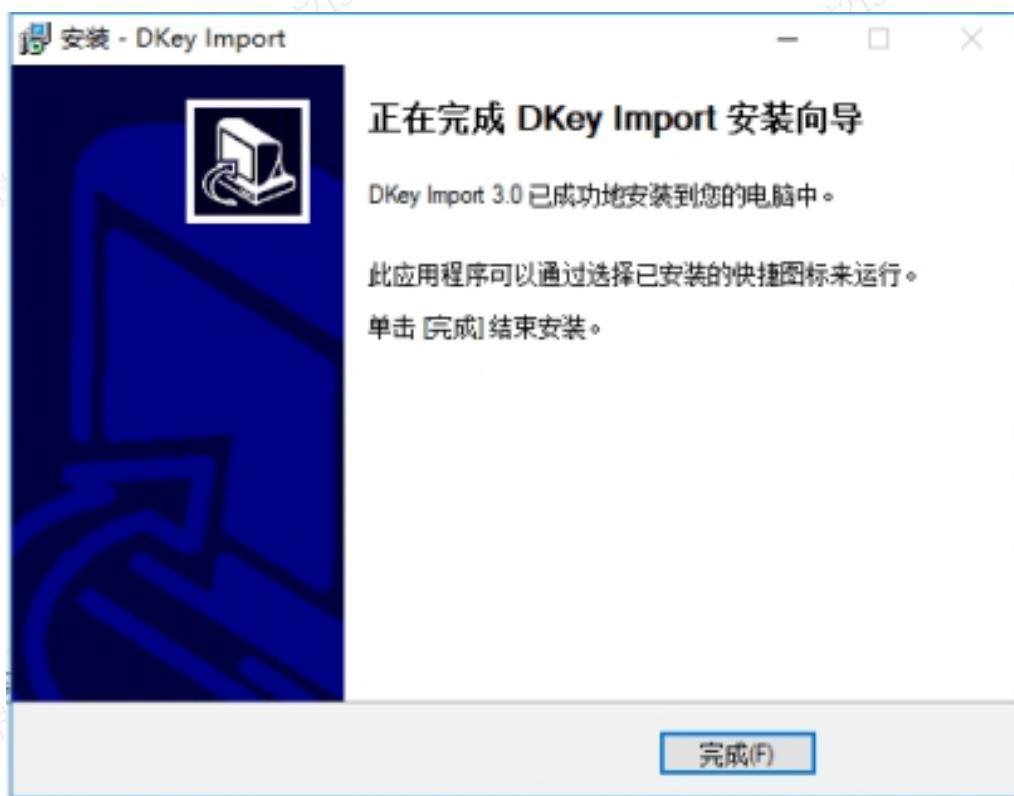 安装 - DKey Import
正在完成 DKey Import 安装向导
DKey Import 3.0 已成功地安装到您的电脑中。
此应用程序可以通过选择已安装的快捷图标来运行。
单击 [完成] 结束安装。
完成(F)